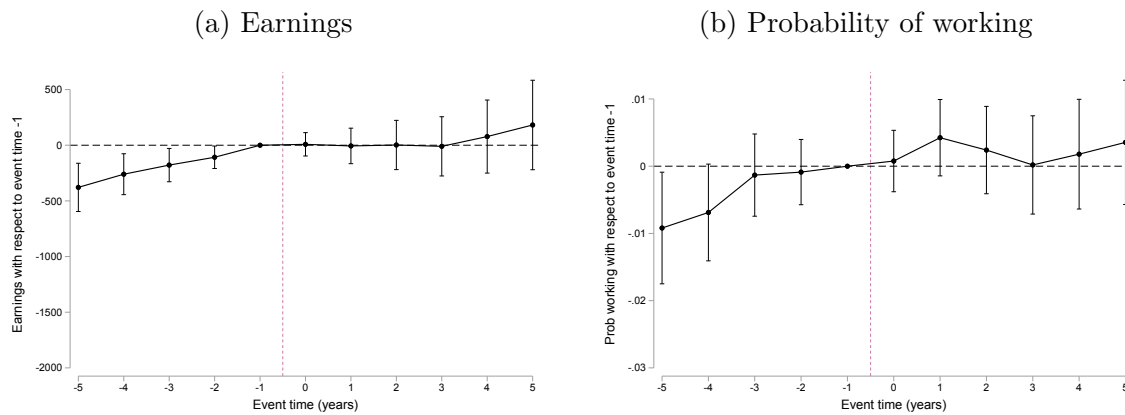 (a) Earnings
(b) Probability of working
Earnings with respect to event time -1
500
0
-500
-1000
-1500
-2000
-5 -4 -3 -2 -1 0 1 2 3 4 5
Event time (years)
Prob working with respect to event time -1
.01
0
-.01
-.02
-.03
-5 -4 -3 -2 -1 0 1 2 3 4 5
Event time (years)